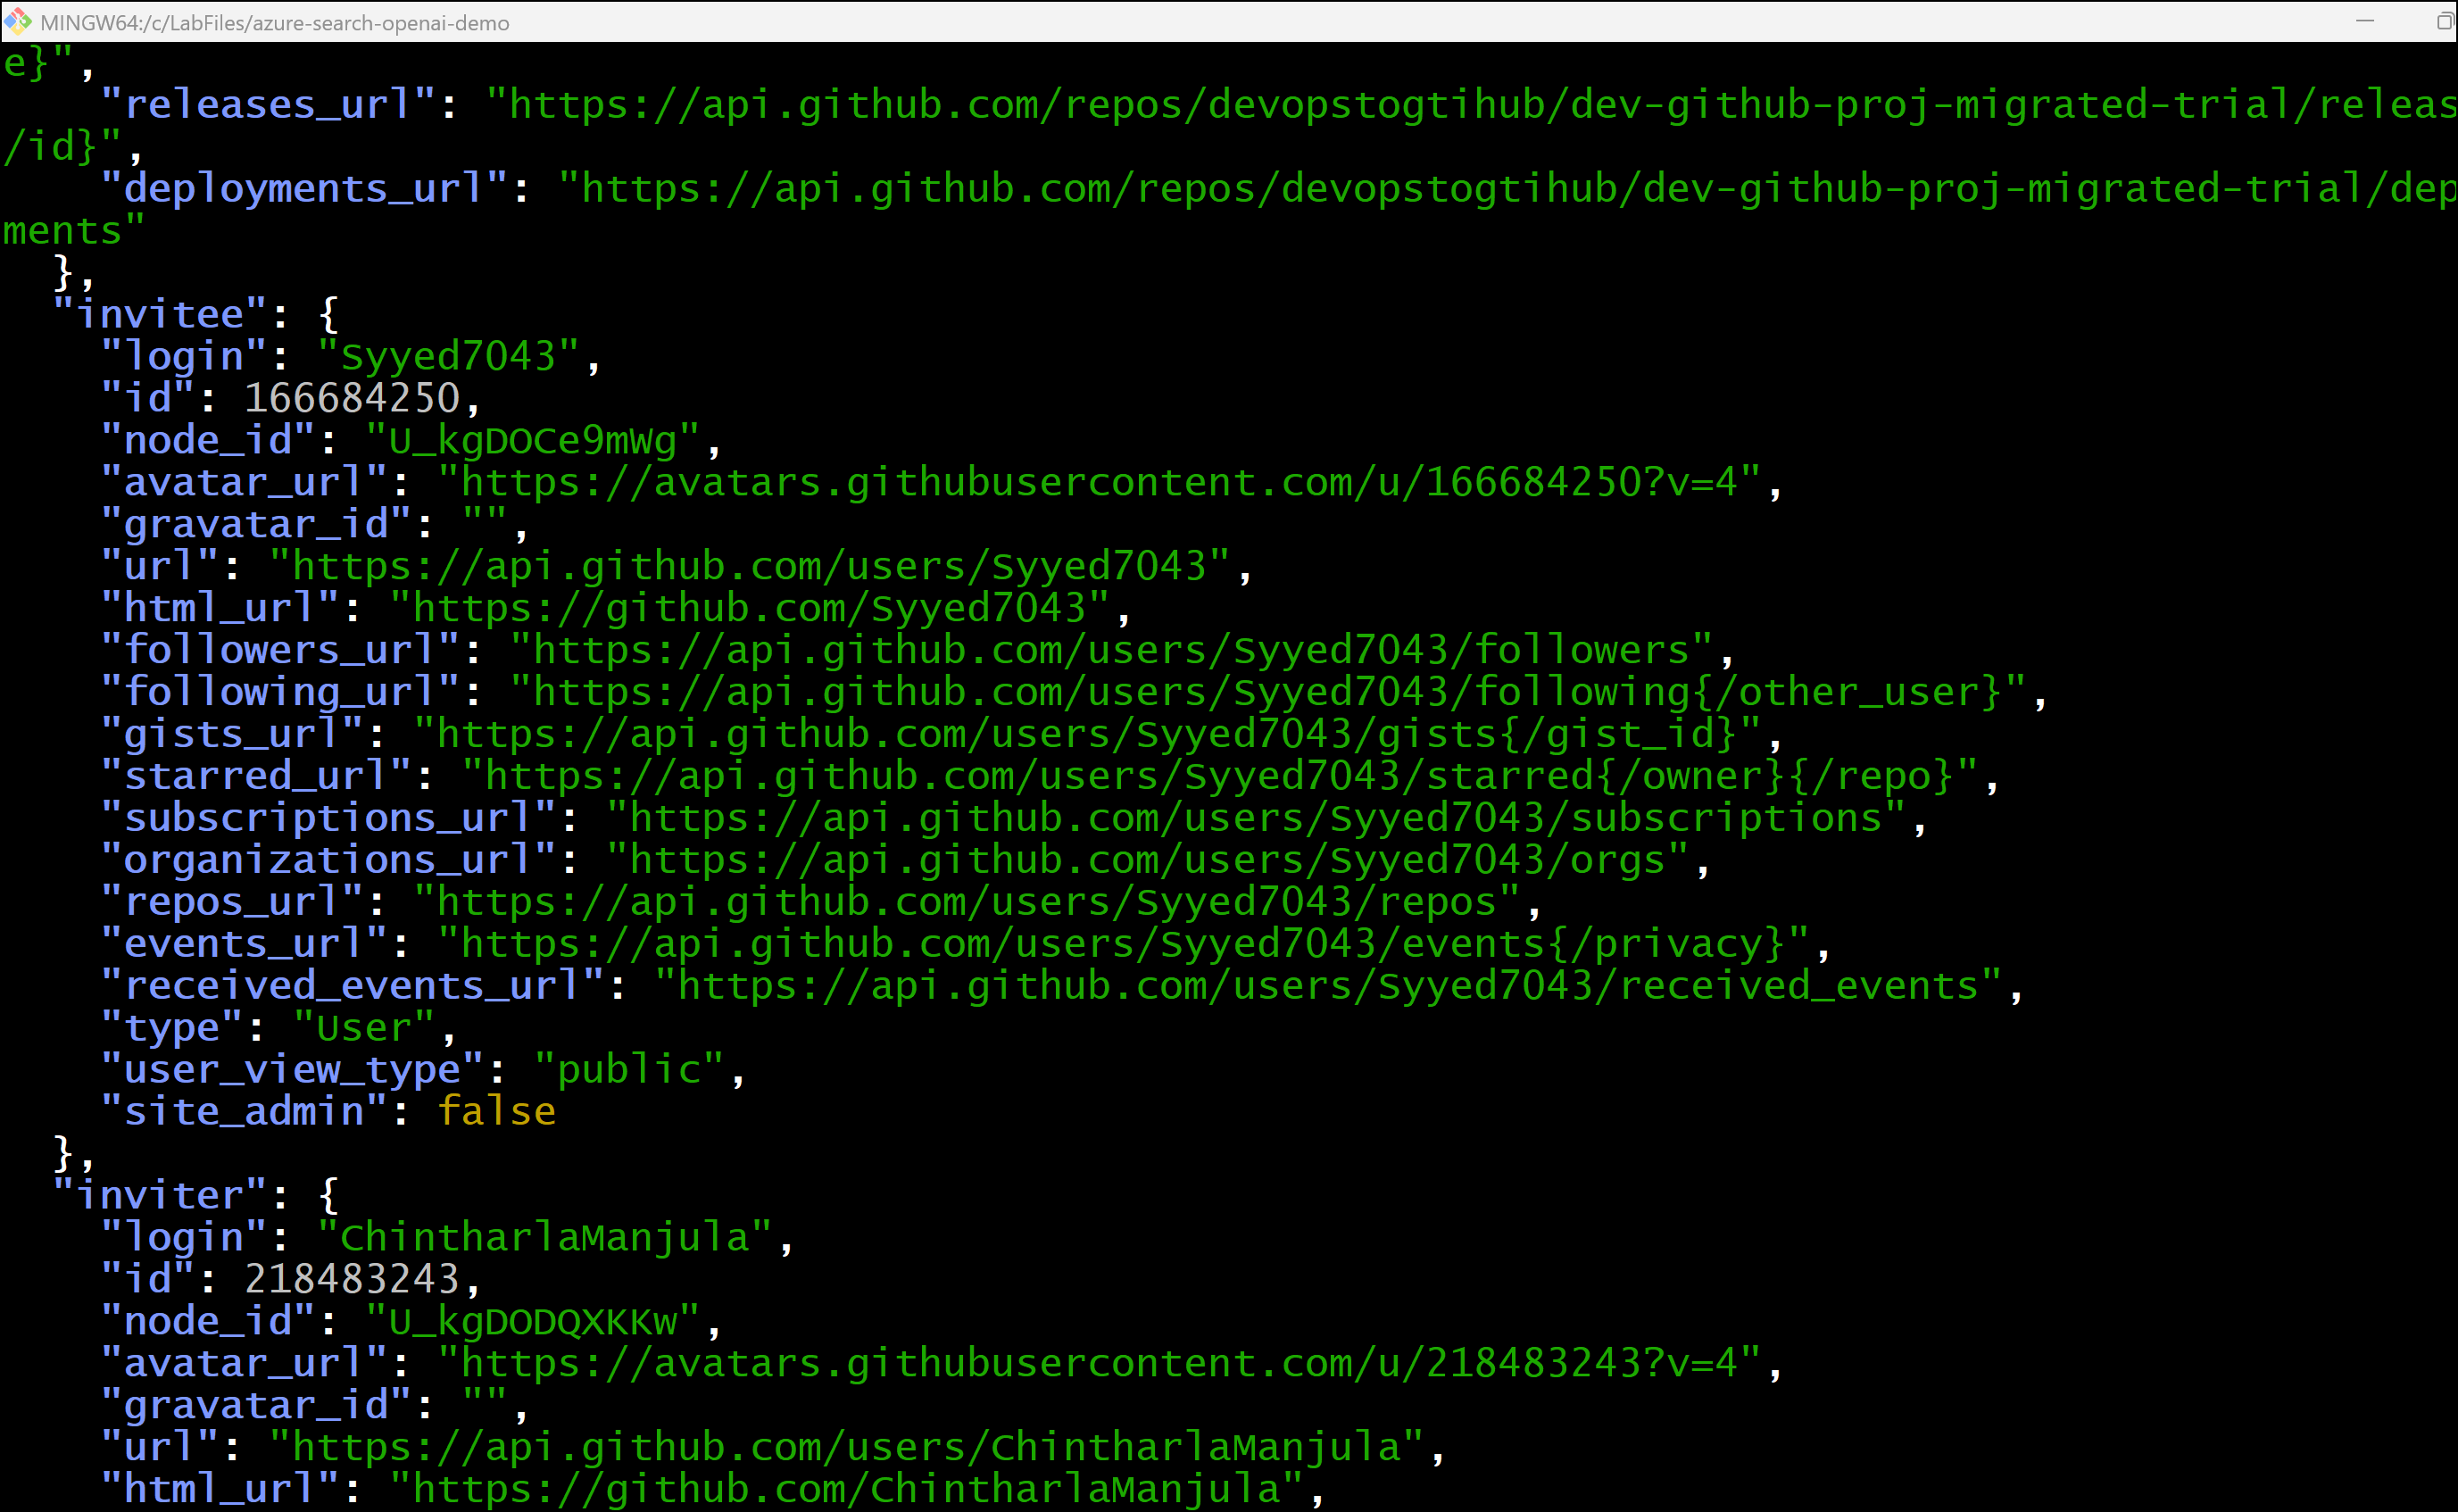 MINGW64:/c/LabFiles/azure-search-openai-demo
e}",
"releases_url": "https://api.github.com/repos/devopstogtihub/dev-github-proj-migrated-trial/releas
/id}",
"deployments_url": "https://api.github.com/repos/devopstogtihub/dev-github-proj-migrated-trial/dep
ments"
},
"invitee": {
"login": "Syyed7043",
"id": 166684250,
"node_id": "U_kgDOCe9mWg",
"avatar_url": "https://avatars.githubusercontent.com/u/166684250?v=4",
"gravatar_id": "",
"url": "https://api.github.com/users/Syyed7043",
"html_url": "https://github.com/Syyed7043",
"followers_url": "https://api.github.com/users/Syyed7043/followers",
"following_url": "https://api.github.com/users/Syyed7043/following{/other_user}",
"gists_url": "https://api.github.com/users/Syyed7043/gists{/gist_id}",
"starred_url": "https://api.github.com/users/Syyed7043/starred{/owner}{/repo}",
"subscriptions_url": "https://api.github.com/users/Syyed7043/subscriptions",
"organizations_url": "https://api.github.com/users/Syyed7043/orgs",
"repos_url": "https://api.github.com/users/Syyed7043/repos",
"events_url": "https://api.github.com/users/Syyed7043/events{/privacy}",
"received_events_url": "https://api.github.com/users/Syyed7043/received_events",
"type": "User",
"user_view_type": "public",
"site_admin": false
},
"inviter": {
"login": "ChintharlaManjula",
"id": 218483243,
"node_id": "U_kgDODQXKKw",
"avatar_url": "https://avatars.githubusercontent.com/u/218483243?v=4",
"gravatar_id": "",
"url": "https://api.github.com/users/ChintharlaManjula",
"html_url": "https://github.com/ChintharlaManjula",